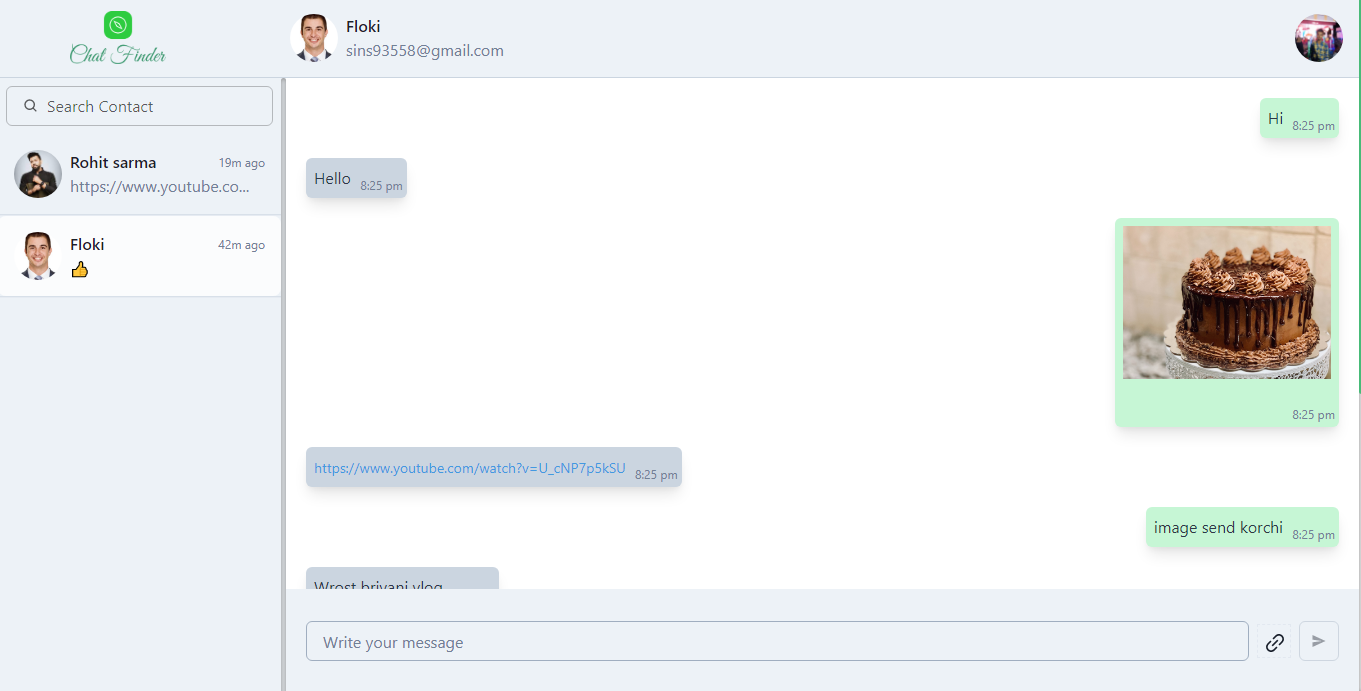 Chat Finder
Floki
sins93558@gmail.com
Search Contact
Rohit sarma 19m ago
https://www.youtube.co...
Floki 42m ago
👍
Hi 8:25 pm
Hello 8:25 pm
8:25 pm
https://www.youtube.com/watch?v=U_cNP7p5kSU 8:25 pm
image send korchi 8:25 pm
Wrost briyani vlog
Write your message